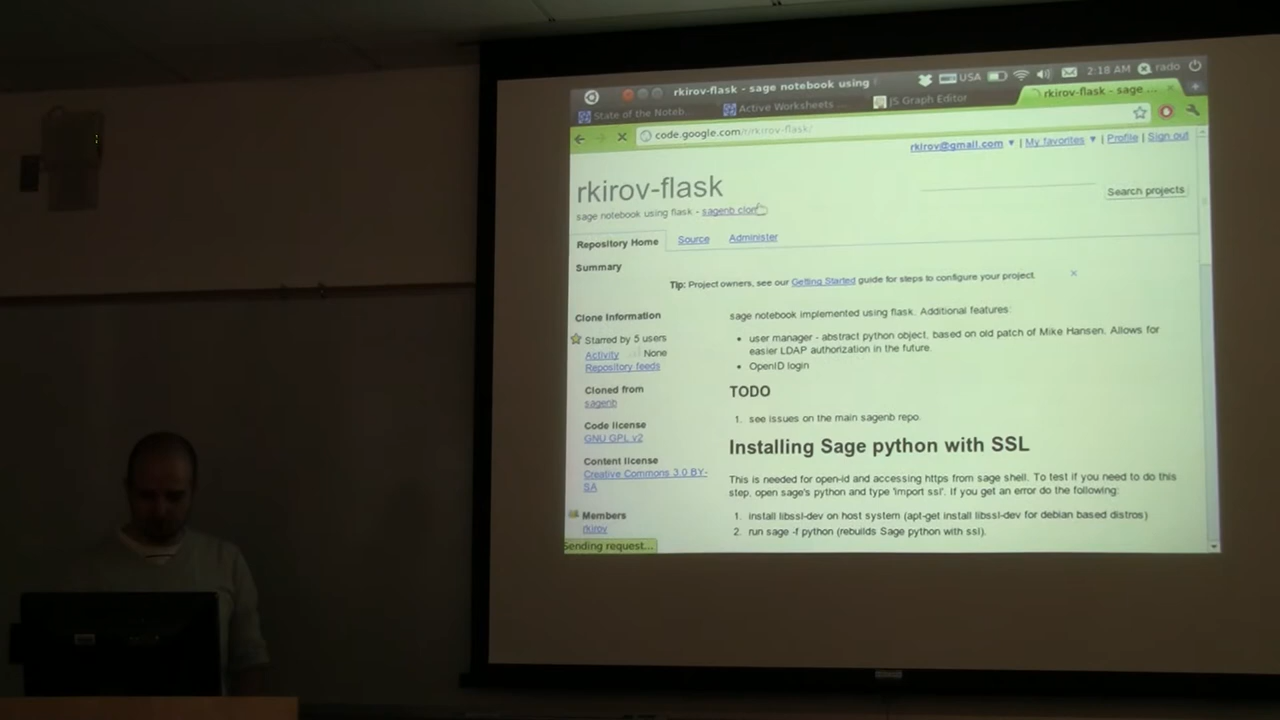 rkirov-flask - sage notebook using
USA 2:18 AM rado
State of the Noteb
Active Worksheets ...
JS Graph Editor
rkirov-flask - sage ...
code.google.com/r/rkirov-flask/
rkirov@gmail.com ▼ | My favorites ▼ | Profile | Sign out
rkirov-flask
sage notebook using flask - sagenb clon
Search projects
Repository Home
Source
Administer
Summary
Tip: Project owners, see our Getting Started guide for steps to configure your project.
Clone Information
Starred by 5 users
Activity None
Repository feeds
Cloned from
sagenb
Code license
GNU GPL v2
Content license
Creative Commons 3.0 BY-
SA
Members
rkirov
Sending request...
sage notebook implemented using flask. Additional features:
• user manager - abstract python object, based on old patch of Mike Hansen. Allows for
easier LDAP authorization in the future.
• OpenID login
TODO
1. see issues on the main sagenb repo.
Installing Sage python with SSL
This is needed for open-id and accessing https from sage shell. To test if you need to do this
step, open sage's python and type 'import ssl'. If you get an error do the following:
1. install libssl-dev on host system (apt-get install libssl-dev for debian based distros)
2. run sage -f python (rebuilds Sage python with ssl).